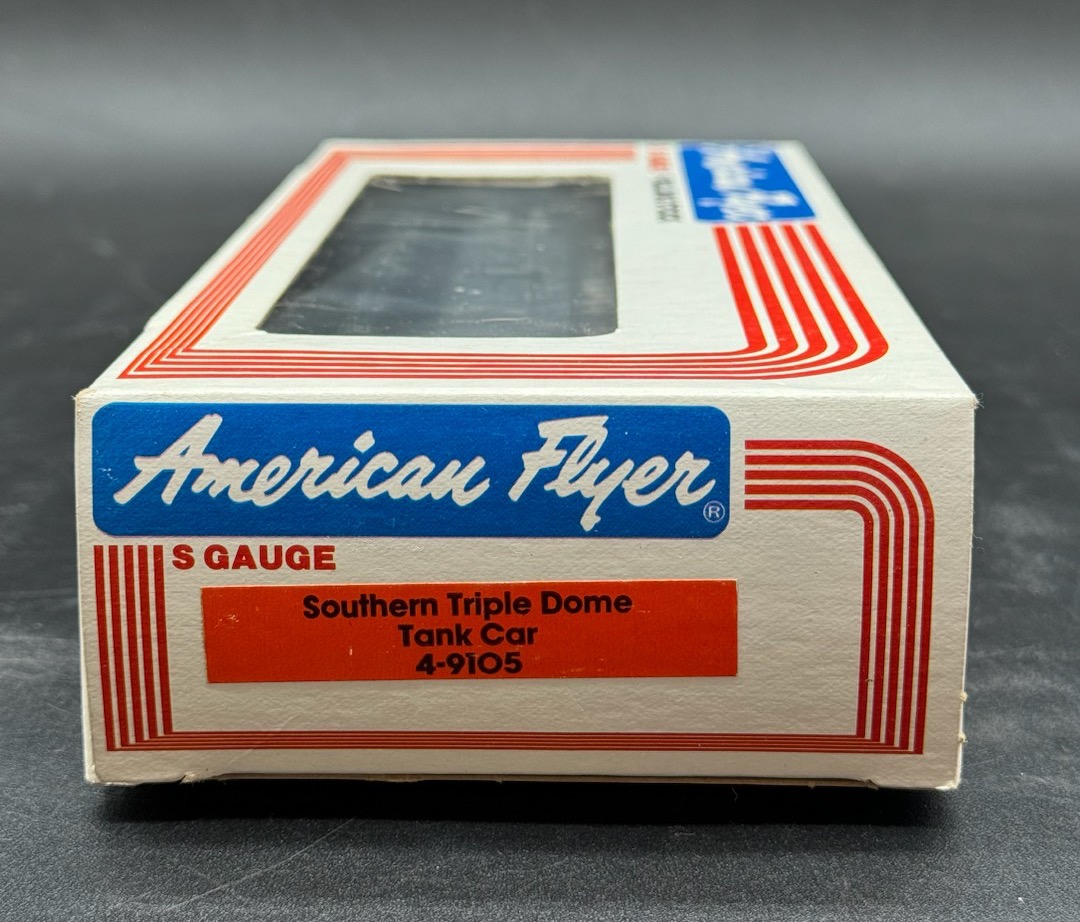 American Flyer ®
S GAUGE
Southern Triple Dome
Tank Car
4-9105